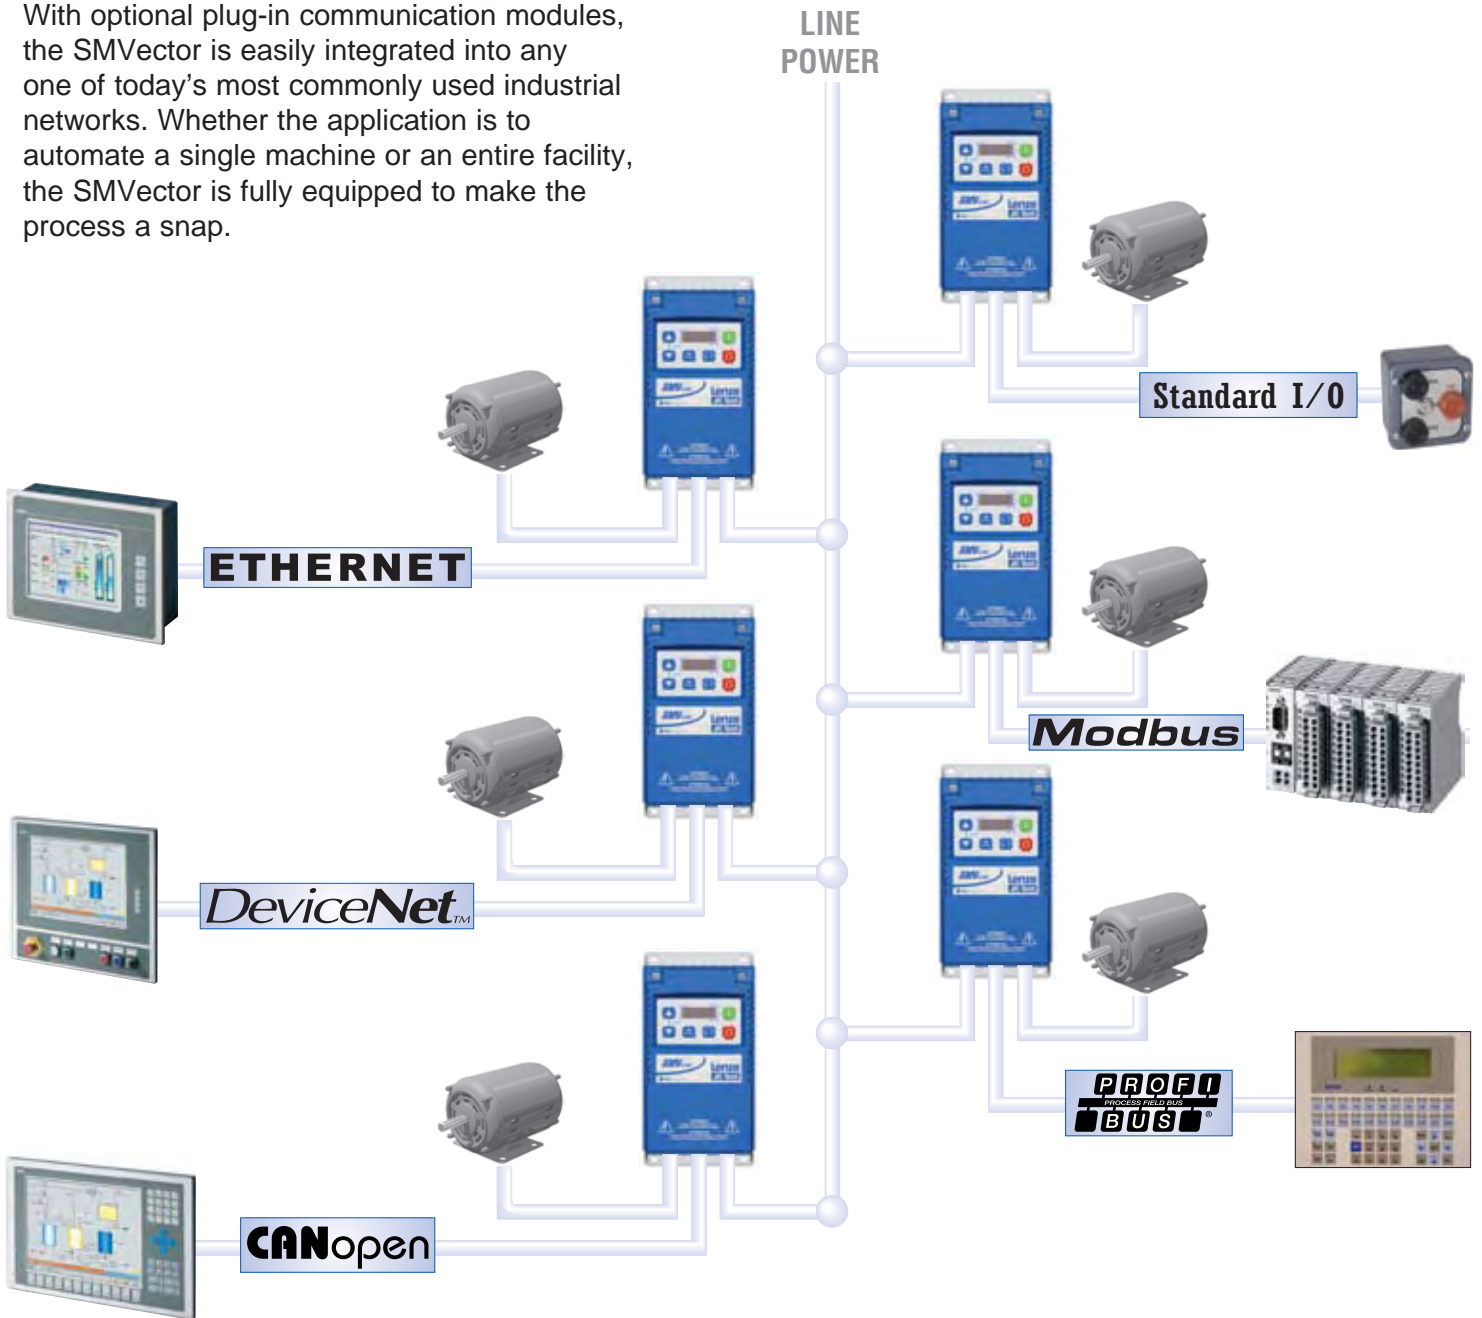 With optional plug-in communication modules,
the SMVector is easily integrated into any
one of today's most commonly used industrial
networks. Whether the application is to
automate a single machine or an entire facility,
the SMVector is fully equipped to make the
process a snap.
LINE
POWER
Standard I/O
ETHERNET
Modbus
DeviceNet™
PROFI
PROCESS FIELD BUS
BUS®
CANopen